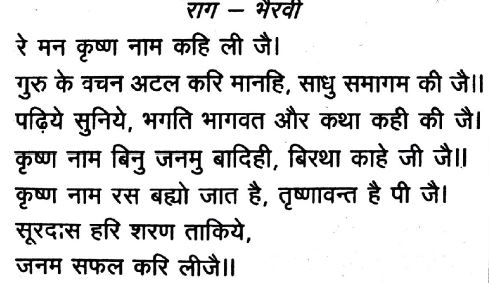 राग – भैरवी
रे मन कृष्ण नाम कहि ली जै।
गुरु के वचन अटल करि मानहि, साधु समागम की जै॥
पढ़िये सुनिये, भगति भागवत और कथा कही की जै।
कृष्ण नाम बिनु जनमु बादिही, बिरथा काहे जी जै॥
कृष्ण नाम रस बह्यो जात है, तृष्णावन्त है पी जै।
सूरदःस हरि शरण ताकिये,
जनम सफल करि लीजै॥